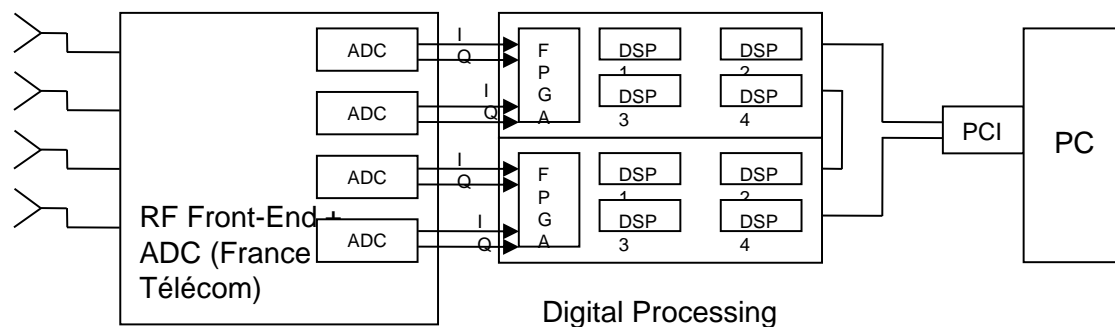 ADC
I
Q
ADC
I
Q
ADC
I
Q
ADC
I
Q
RF Front-End +
ADC (France
Télécom)
F
P
G
A
DSP
1
DSP
2
DSP
3
DSP
4
F
P
G
A
DSP
1
DSP
2
DSP
3
DSP
4
Digital Processing
PCI
PC